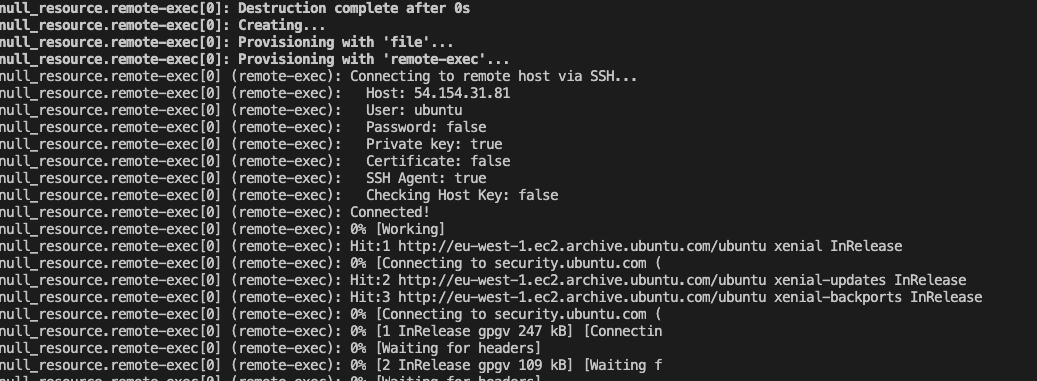 null_resource.remote-exec[0]: Destruction complete after 0s
null_resource.remote-exec[0]: Creating...
null_resource.remote-exec[0]: Provisioning with 'file'...
null_resource.remote-exec[0]: Provisioning with 'remote-exec'...
null_resource.remote-exec[0] (remote-exec): Connecting to remote host via SSH...
null_resource.remote-exec[0] (remote-exec):   Host: 54.154.31.81
null_resource.remote-exec[0] (remote-exec):   User: ubuntu
null_resource.remote-exec[0] (remote-exec):   Password: false
null_resource.remote-exec[0] (remote-exec):   Private key: true
null_resource.remote-exec[0] (remote-exec):   Certificate: false
null_resource.remote-exec[0] (remote-exec):   SSH Agent: true
null_resource.remote-exec[0] (remote-exec):   Checking Host Key: false
null_resource.remote-exec[0] (remote-exec): Connected!
null_resource.remote-exec[0] (remote-exec): 0% [Working]
null_resource.remote-exec[0] (remote-exec): Hit:1 http://eu-west-1.ec2.archive.ubuntu.com/ubuntu xenial InRelease
null_resource.remote-exec[0] (remote-exec): 0% [Connecting to security.ubuntu.com (
null_resource.remote-exec[0] (remote-exec): Hit:2 http://eu-west-1.ec2.archive.ubuntu.com/ubuntu xenial-updates InRelease
null_resource.remote-exec[0] (remote-exec): Hit:3 http://eu-west-1.ec2.archive.ubuntu.com/ubuntu xenial-backports InRelease
null_resource.remote-exec[0] (remote-exec): 0% [Connecting to security.ubuntu.com (
null_resource.remote-exec[0] (remote-exec): 0% [1 InRelease gpgv 247 kB] [Connectin
null_resource.remote-exec[0] (remote-exec): 0% [Waiting for headers]
null_resource.remote-exec[0] (remote-exec): 0% [2 InRelease gpgv 109 kB] [Waiting f
null_resource.remote-exec[0] (remote-exec): 0% [Waiting for headers]